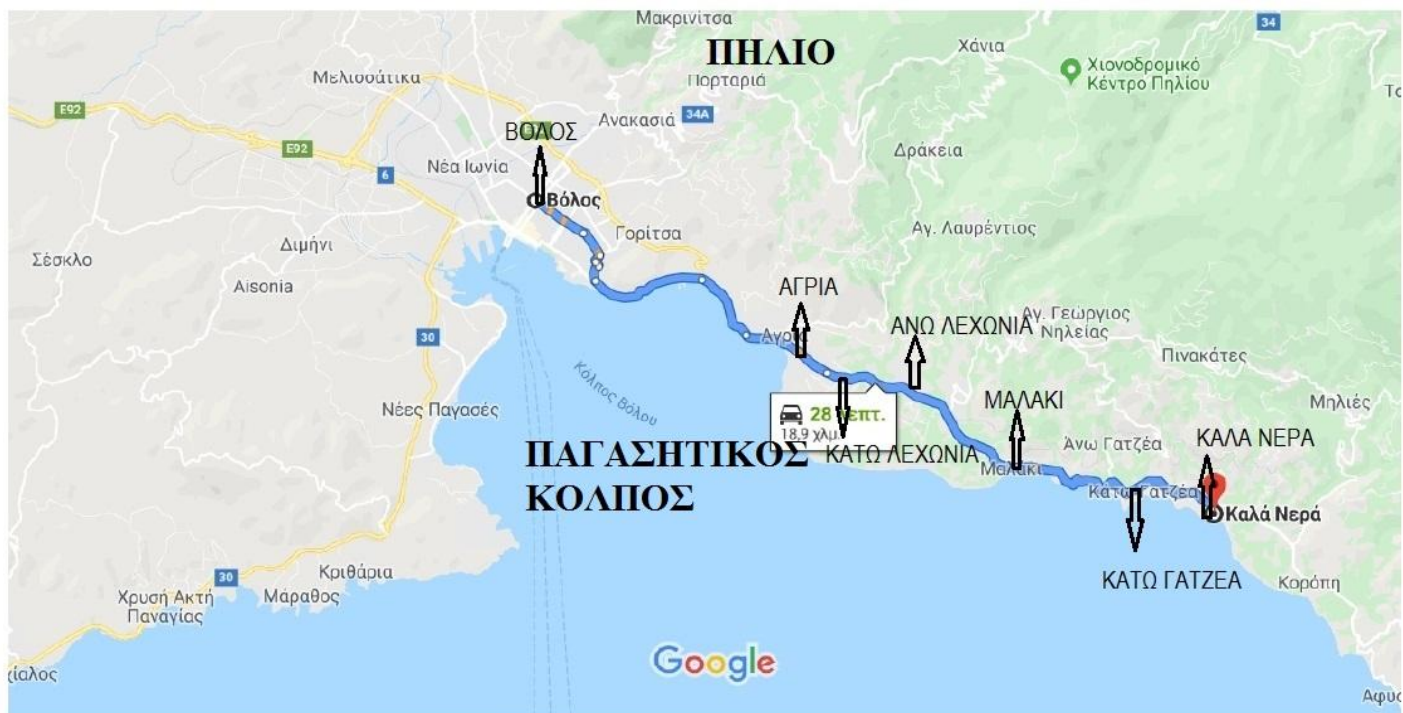 Μακρινίτσα
34
ΠΗΛΙΟ
Χάνια
Χιονοδρομικό
Κέντρο Πηλίου
Μελισσάτικα
Πορταριά
E92
34A
Ανακασιά
ΒΟΛΟΣ
E92
Νέα Ιωνία
6
Δράκεια
Βόλος
Γορίτσα
Αγ. Λαυρέντιος
Διμήνι
Σέσκλο
Aisonia
ΑΓΡΙΑ
Αγ. Γεώργιος
Νηλείας
ΑΝΩ ΛΕΧΩΝΙΑ
30
Αγριά
Πινακάτες
Κόλπος Βόλου
Νέες Παγασές
28 λεπτ.
18,9 χλμ.
ΜΑΛΑΚΙ
Μηλιές
Άνω Γατζέα
ΚΑΛΑ ΝΕΡΑ
ΠΑΓΑΣΗΤΙΚΟΣ
ΚΟΛΠΟΣ
ΚΑΤΩ ΛΕΧΩΝΙΑ
Μαλάκι
Κάτω Γατζέα
Καλά Νερά
Κριθάρια
30
ΚΑΤΩ ΓΑΤΖΕΑ
Κορόπη
Χρυσή Ακτή
Παναγίας
Μάραθος
Google
χίαλος
Αφυσ